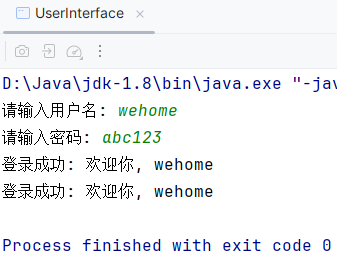 UserInterface
D:\Java\jdk-1.8\bin\java.exe "-jav
请输入用户名: wehome
请输入密码: abc123
登录成功: 欢迎你, wehome
登录成功: 欢迎你, wehome
Process finished with exit code 0